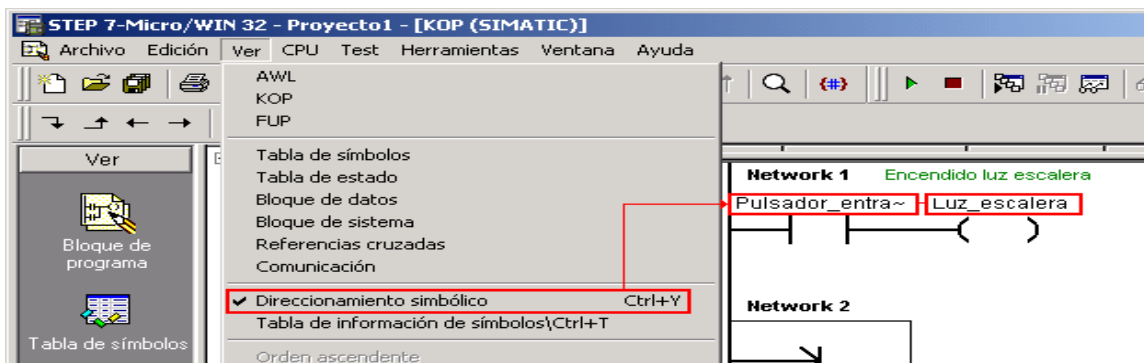 STEP 7-Micro/WIN 32 - Proyecto1 - [KOP (SIMATIC)]
Archivo Edición Ver CPU Test Herramientas Ventana Ayuda
AWL
KOP
FUP
Tabla de símbolos
Tabla de estado
Bloque de datos
Bloque de sistema
Referencias cruzadas
Comunicación
Direccionamiento simbólico Ctrl+Y
Tabla de información de símbolos\Ctrl+T
Orden ascendente
Ver
Bloque de
programa
Tabla de símbolos
Network 1 Encendido luz escalera
Pulsador_entra~ Luz_escalera
Network 2